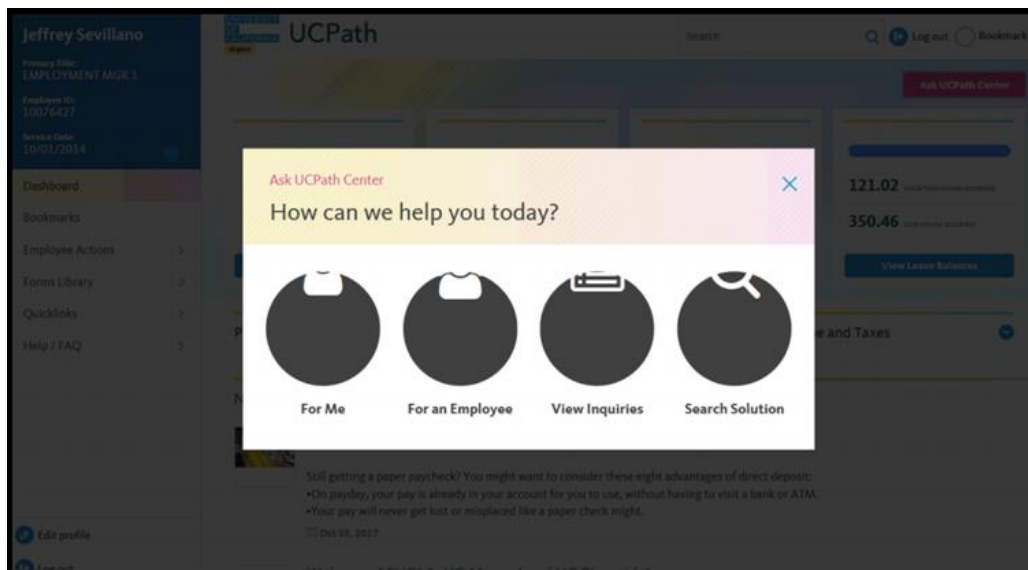 Jeffrey Sevillano
Primary Title:
EMPLOYMENT MGR 1
Employee ID:
10076427
Service Date:
10/01/2014
Dashboard
Bookmarks
Employee Actions
Forms Library
Quicklinks
Help / FAQ
Edit profile
Log out
UNIVERSITY OF CALIFORNIA
UCPath
Search
Log out
Bookmark
Ask UCPath Center
121.02
350.46
View Leave Balances
e and Taxes
Ask UCPath Center
How can we help you today?
For Me
For an Employee
View Inquiries
Search Solution
Still getting a paper paycheck? You might want to consider these eight advantages of direct deposit:
•On payday, your pay is already in your account for you to use, without having to visit a bank or ATM.
•Your pay will never get lost or misplaced like a paper check might.
Oct 03, 2017